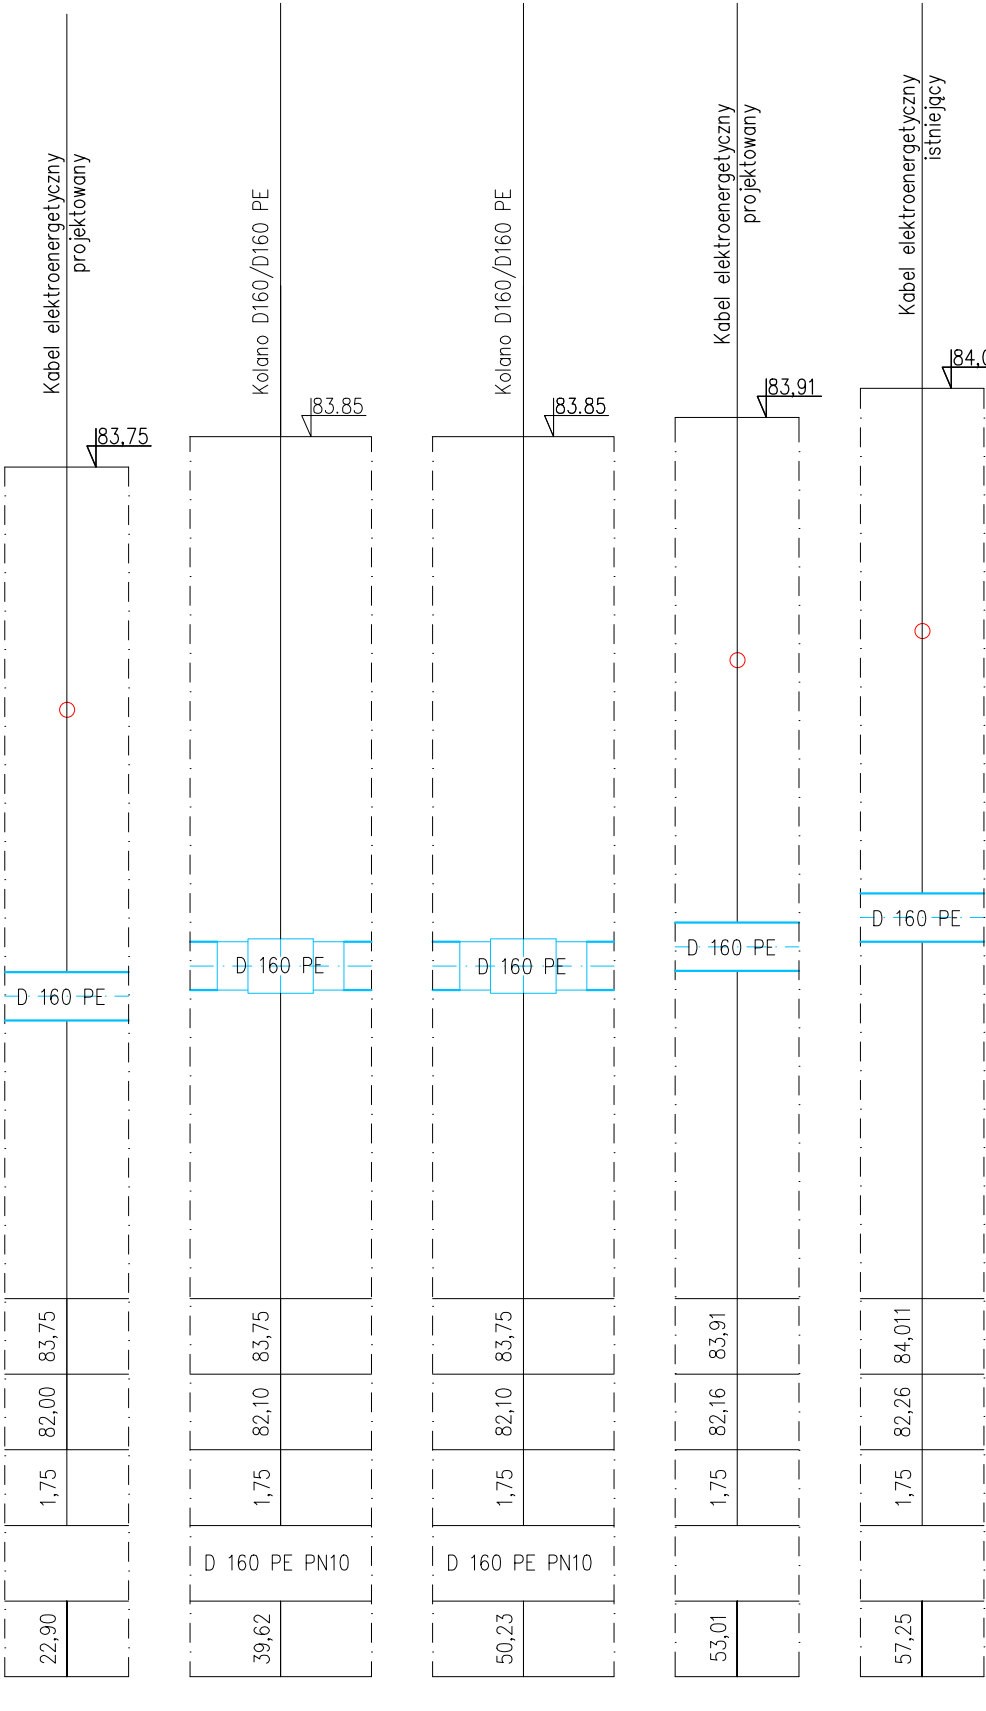 Kabel elektroenergetyczny
projektowany
83,75
D 160 PE
83,75
82,00
1,75
22,90
Kolano D160/D160 PE
83.85
D 160 PE
83,75
82,10
1,75
D 160 PE PN10
39,62
Kolano D160/D160 PE
83.85
D 160 PE
83,75
82,10
1,75
D 160 PE PN10
50,23
Kabel elektroenergetyczny
projektowany
83,91
D 160 PE
83,91
82,16
1,75
53,01
Kabel elektroenergetyczny
istniejący
D 160 PE
84,011
82,26
1,75
57,25